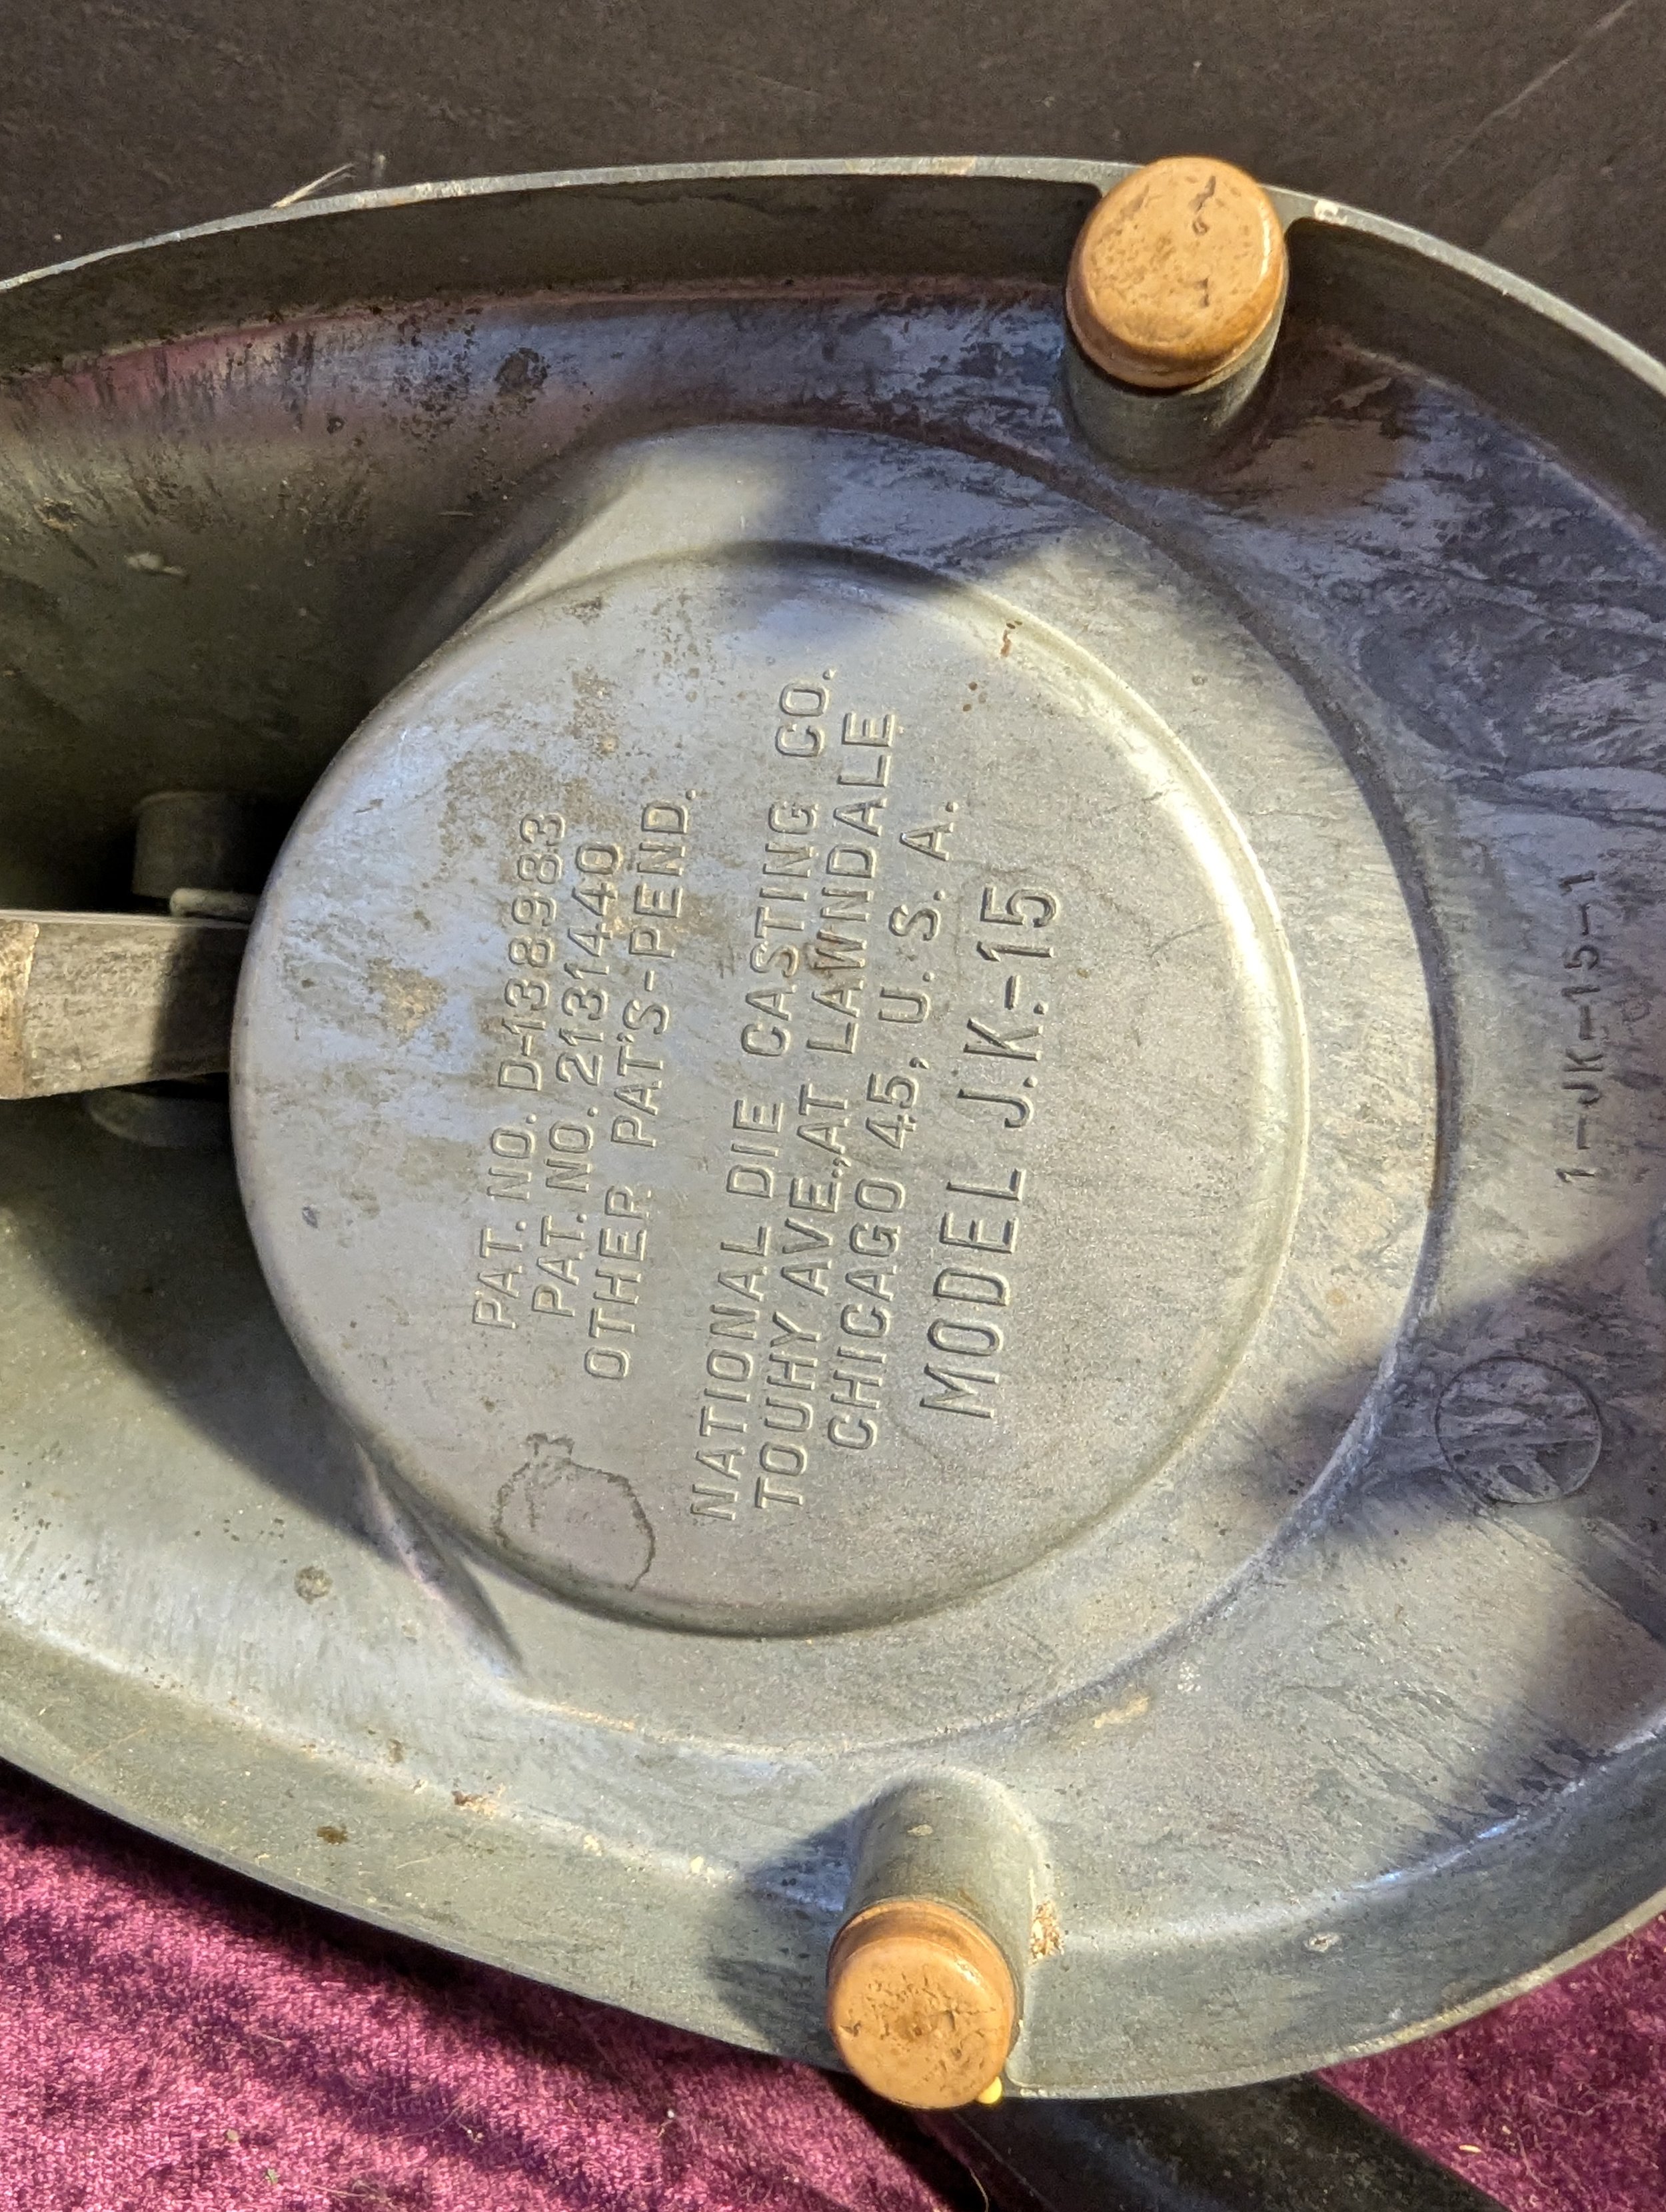 PAT. NO. D-138983
PAT. NO. 2131440
OTHER PAT'S-PEND.
NATIONAL DIE CASTING CO.
TOUHY AVE., AT LAWNDALE
CHICAGO 45, U. S. A.
MODEL J.K.-15
1-JK-15-1